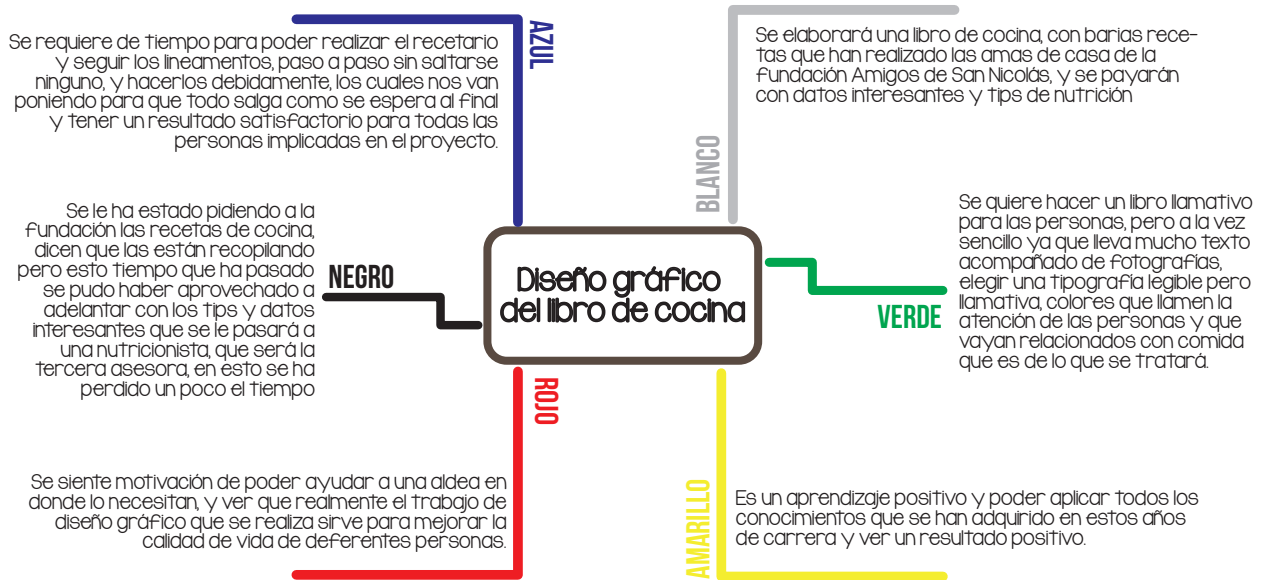 AZUL
Se requiere de tiempo para poder realizar el recetario
y seguir los lineamentos, paso a paso sin saltarse
ninguno, y hacerlos debidamente, los cuales nos van
poniendo para que todo salga como se espera al final
y tener un resultado satisfactorio para todas las
personas implicadas en el proyecto.
BLANCO
Se elaborará una libro de cocina, con barias rece-
tas que han realizado las amas de casa de la
fundación Amigos de San Nicolás, y se payarán
con datos interesantes y tips de nutrición
NEGRO
Se le ha estado pidiendo a la
fundación las recetas de cocina,
dicen que las están recopilando
pero esto tiempo que ha pasado
se pudo haber aprovechado a
adelantar con los tips y datos
interesantes que se le pasará a
una nutricionista, que será la
tercera asesora, en esto se ha
perdido un poco el tiempo
Diseño gráfico
del libro de cocina
VERDE
Se quiere hacer un libro llamativo
para las personas, pero a la vez
sencillo ya que lleva mucho texto
acompañado de fotografías,
elegir una tipografía legible pero
llamativa, colores que llamen la
atención de las personas y que
vayan relacionados con comida
que es de lo que se tratará.
ROJO
Se siente motivación de poder ayudar a una aldea en
donde lo necesitan, y ver que realmente el trabajo de
diseño gráfico que se realiza sirve para mejorar la
calidad de vida de deferentes personas.
AMARILLO
Es un aprendizaje positivo y poder aplicar todos los
conocimientos que se han adquirido en estos años
de carrera y ver un resultado positivo.